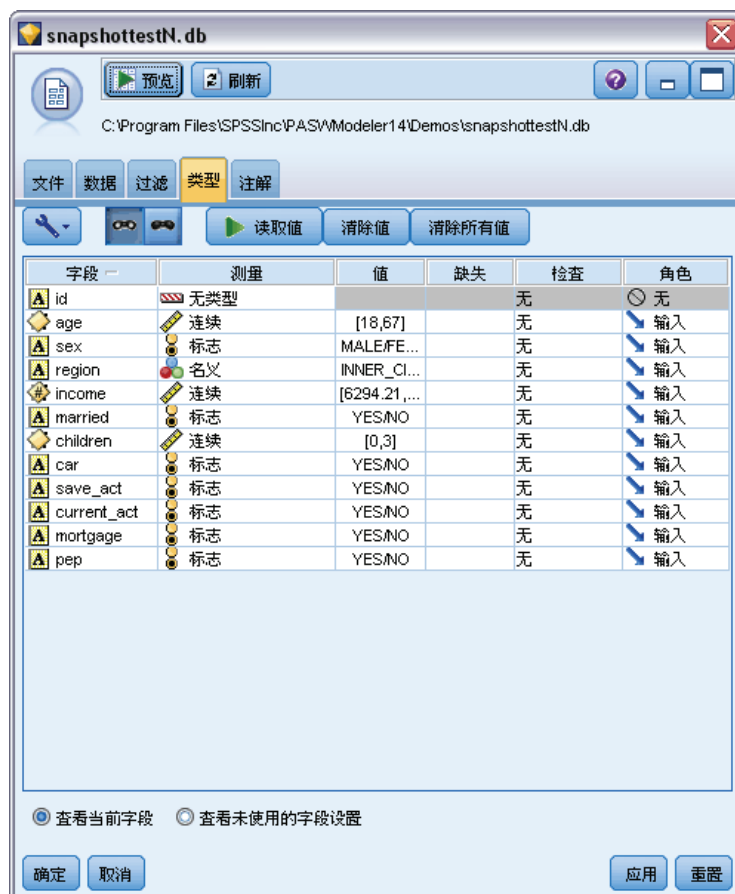 snapshottestN.db
预览 刷新
C:\Program Files\SPSSInc\PASWModeler14\Demos\snapshottestN.db
文件 数据 过滤 类型 注解
读取值 清除值 清除所有值
字段 测量 值 缺失 检查 角色
A id 无类型 无 无
age 连续 [18,67] 无 输入
A sex 标志 MALE/FE... 无 输入
A region 名义 INNER_CI... 无 输入
# income 连续 [6294.21,... 无 输入
A married 标志 YES/NO 无 输入
children 连续 [0,3] 无 输入
A car 标志 YES/NO 无 输入
A save_act 标志 YES/NO 无 输入
A current_act 标志 YES/NO 无 输入
A mortgage 标志 YES/NO 无 输入
A pep 标志 YES/NO 无 输入
查看当前字段 查看未使用的字段设置
确定 取消 应用 重置